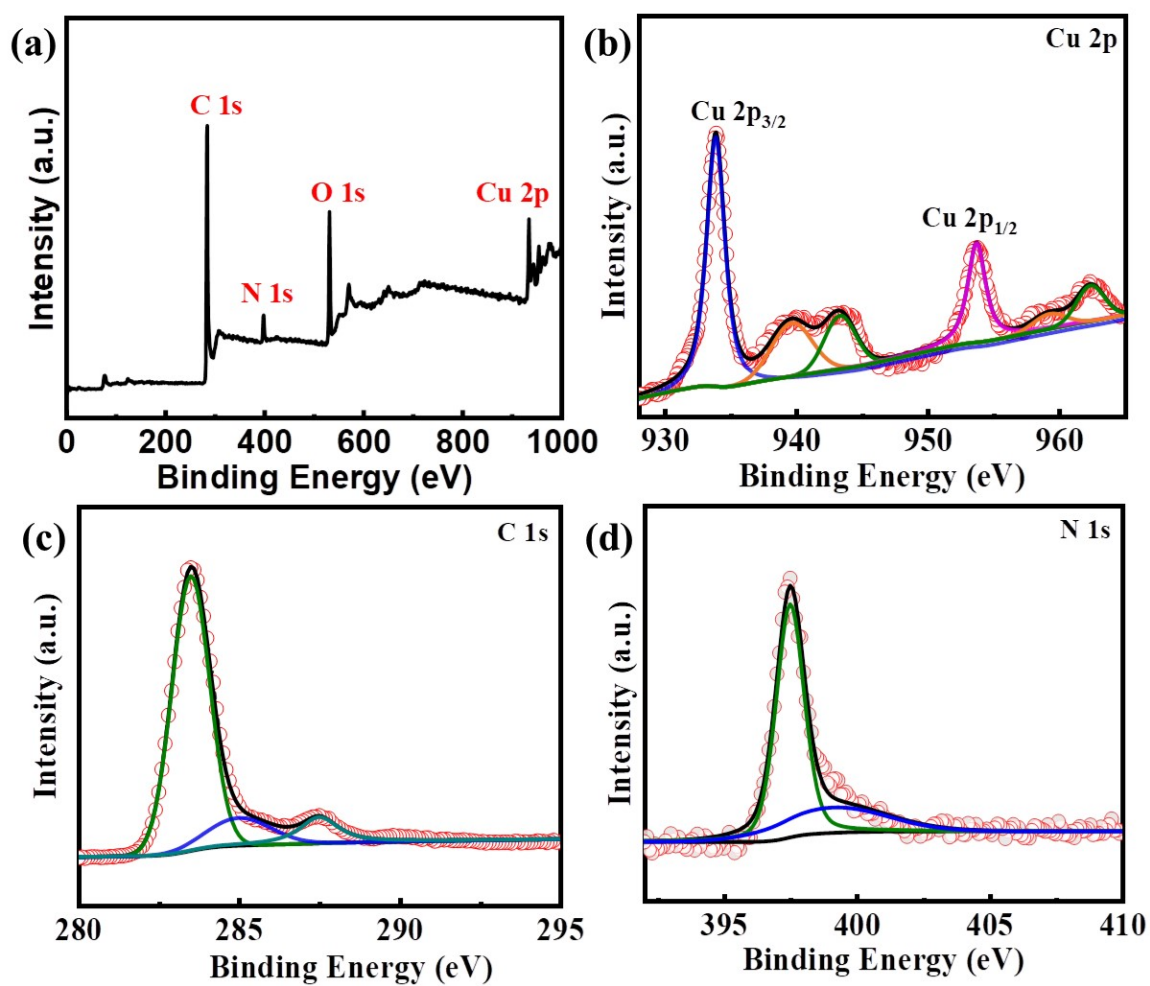 (a)
C 1s
N 1s
O 1s
Cu 2p
Intensity (a.u.)
0 200 400 600 800 1000
Binding Energy (eV)
(b)
Cu 2p
Cu 2p3/2
Cu 2p1/2
Intensity (a.u.)
930 940 950 960
Binding Energy (eV)
(c)
C 1s
Intensity (a.u.)
280 285 290 295
Binding Energy (eV)
(d)
N 1s
Intensity (a.u.)
395 400 405 410
Binding Energy (eV)